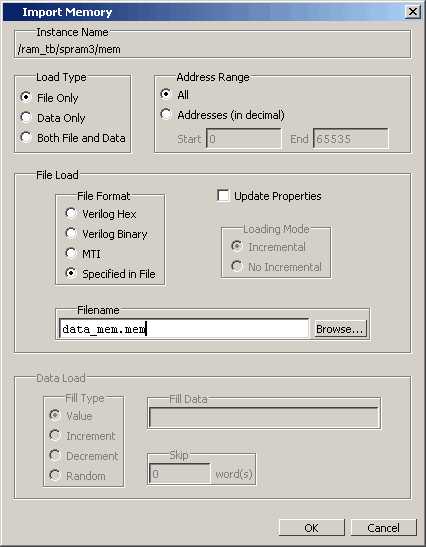 Import Memory
Instance Name
/ram_tb/spram3/mem
Load Type
File Only
Data Only
Both File and Data
Address Range
All
Addresses (in decimal)
Start 0 End 65535
File Load
File Format
Verilog Hex
Verilog Binary
MTI
Specified in File
Update Properties
Loading Mode
Incremental
No Incremental
Filename
data_mem.mem
Browse...
Data Load
Fill Type
Value
Increment
Decrement
Random
Fill Data
Skip
0 word(s)
OK
Cancel